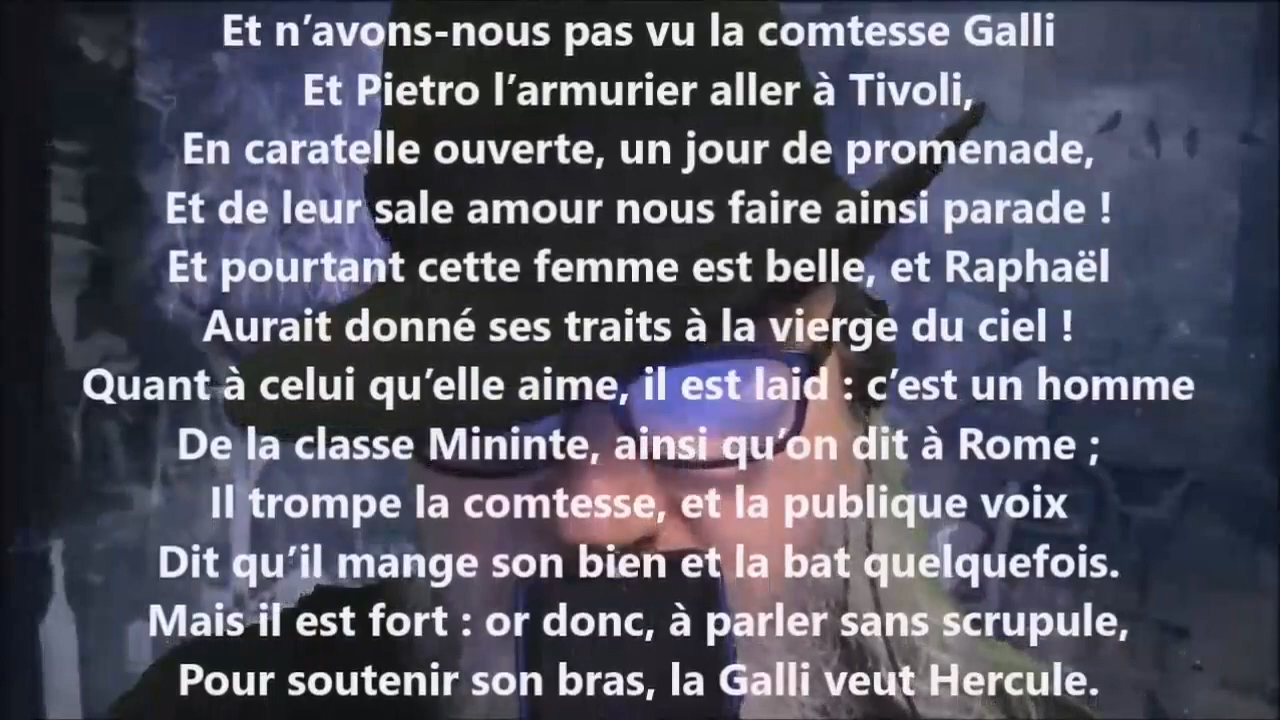 Et n’avons-nous pas vu la comtesse Galli
Et Pietro l’armurier aller à Tivoli,
En caratelle ouverte, un jour de promenade,
Et de leur sale amour nous faire ainsi parade !
Et pourtant cette femme est belle, et Raphaël
Aurait donné ses traits à la vierge du ciel !
Quant à celui qu’elle aime, il est laid : c’est un homme
De la classe Mininte, ainsi qu’on dit à Rome ;
Il trompe la comtesse, et la publique voix
Dit qu’il mange son bien et la bat quelquefois.
Mais il est fort : or donc, à parler sans scrupule,
Pour soutenir son bras, la Galli veut Hercule.